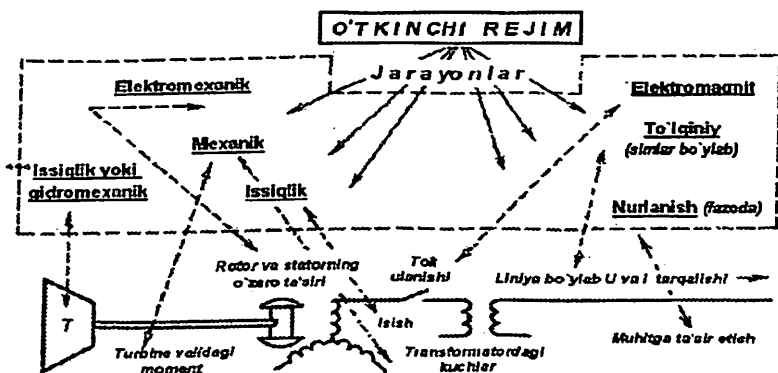 O'TKINCHI REJIM
Jarayonlar
Elektromexanik
Elektromagnit
Mexanik
To`lqiniy
(simlar bo`ylab)
Issiqlik yoki
gidromexanik
Issiqlik
Nurlanish (fazoda)
Rotor va statorning
o`zaro ta'siri
Tok
ulanishi
Liniya bo`ylab U va I tarqalishi
T
Isish
Turbina validagi
moment
Transformatordagi
kuchlar
Muhitga ta'sir etish